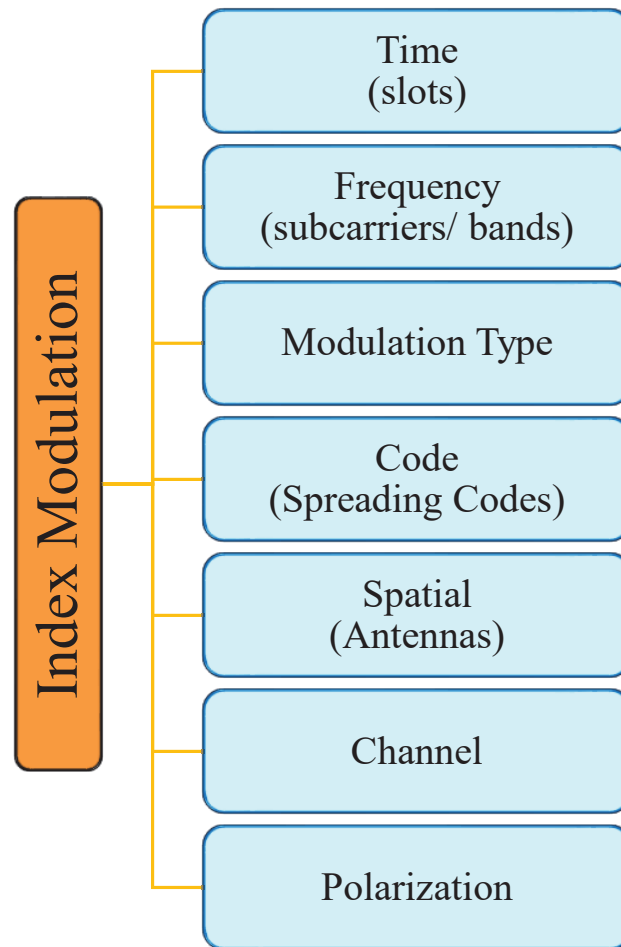 Index Modulation
Time
(slots)
Frequency
(subcarriers/ bands)
Modulation Type
Code
(Spreading Codes)
Spatial
(Antennas)
Channel
Polarization